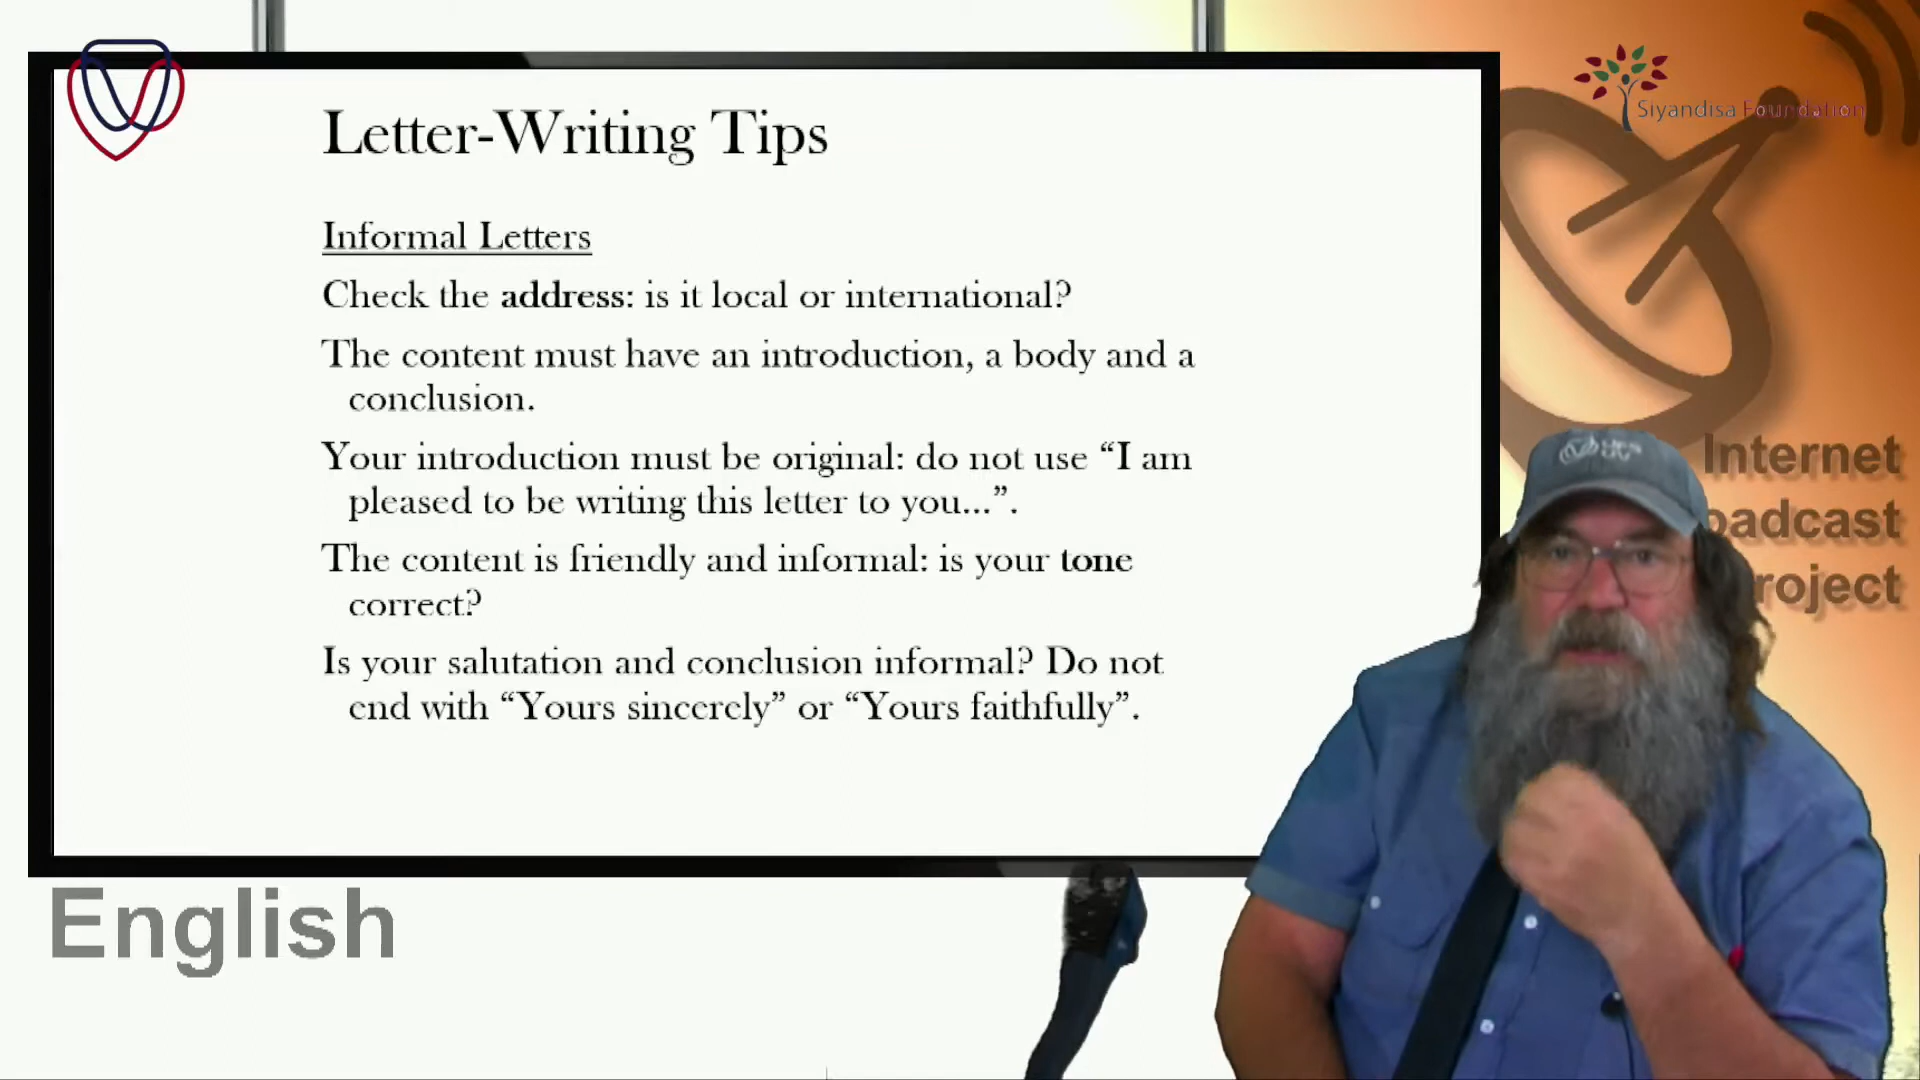 Letter-Writing Tips
Siyandisa Foundation
Informal Letters
Check the address: is it local or international?
The content must have an introduction, a body and a
conclusion.
Your introduction must be original: do not use “I am
pleased to be writing this letter to you...”.
The content is friendly and informal: is your tone
correct?
Is your salutation and conclusion informal? Do not
end with “Yours sincerely” or “Yours faithfully”.
Internet
oadcast
roject
English